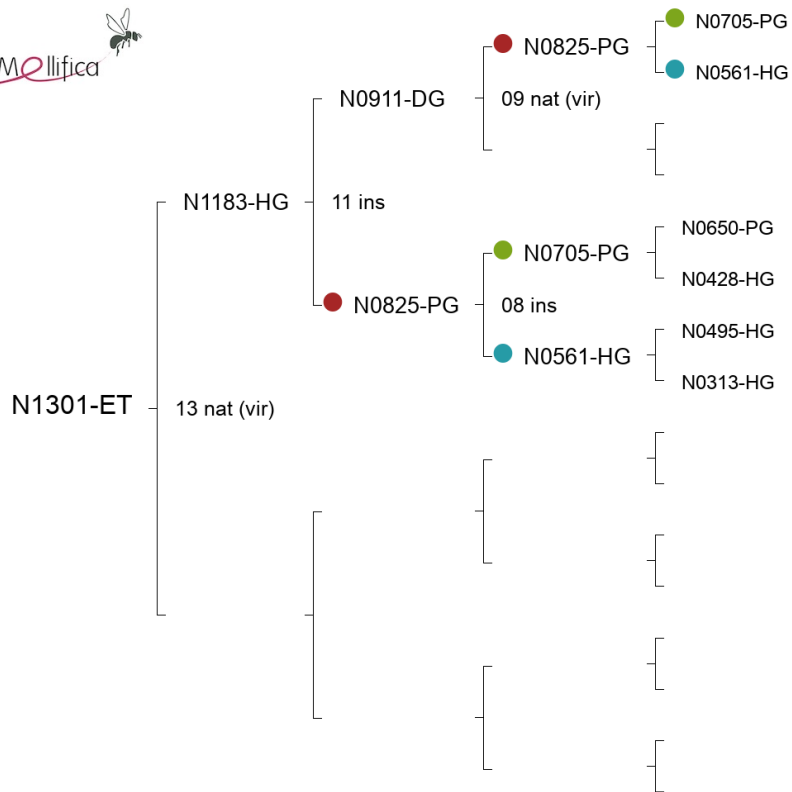 N0705-PG
N0825-PG
Mellifica
N0561-HG
N0911-DG
09 nat (vir)
N1183-HG
11 ins
N0650-PG
N0705-PG
N0428-HG
N0825-PG
08 ins
N0495-HG
N0561-HG
N0313-HG
N1301-ET
13 nat (vir)